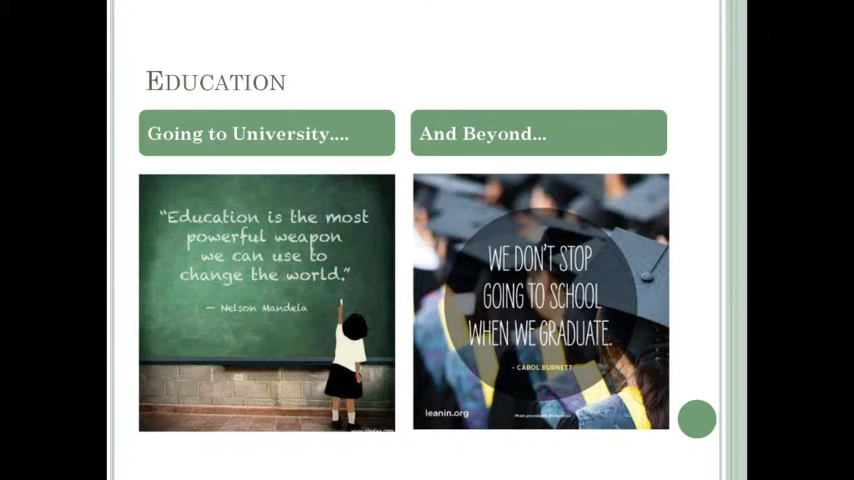 EDUCATION
Going to University....
And Beyond...
"Education is the most
powerful weapon
we can use to
change the world."
— Nelson Mandela
WE DON'T STOP
GOING TO SCHOOL
WHEN WE GRADUATE.
- CAROL BURNETT
leanin.org